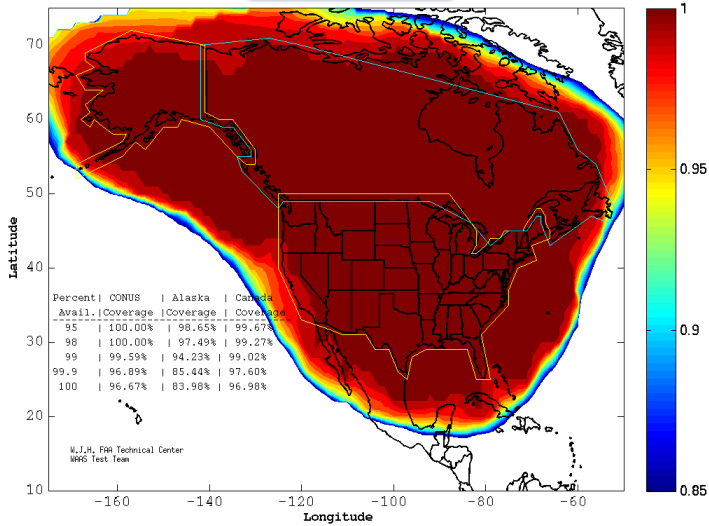 70
60
50
40
30
20
10
Latitude
-160 -140 -120 -100 -80 -60
Longitude
1
0.95
0.9
0.85
Percent| CONUS | Alaska | Canada
Avail.|Coverage |Coverage | Coverage
95 | 100.00% | 98.65% | 99.67%
98 | 100.00% | 97.49% | 99.27%
99 | 99.59% | 94.23% | 99.02%
99.9 | 96.89% | 85.44% | 97.60%
100 | 96.67% | 83.98% | 96.98%
W.J.H. FAA Technical Center
WAAS Test Team